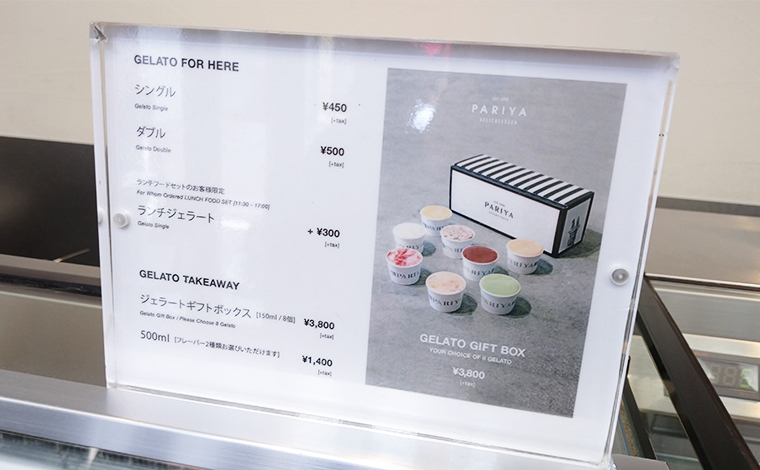 GELATO FOR HERE
シングル
Gelato Single
¥450
[+tax]
ダブル
Gelato Double
¥500
[+tax]
ランチフードセットのお客様限定
For Whom Ordered LUNCH FOOD SET [11:30 - 17:00]
ランチジェラート
Gelato Single
+ ¥300
[+tax]
GELATO TAKEAWAY
ジェラートギフトボックス [150ml / 8個]
Gelato Gift Box / Please Choose 8 Gelato
¥3,800
[+tax]
500ml [フレーバー2種類お選びいただけます]
¥1,400
[+tax]
PARIYA
DELICATESSEN
PARIYA
PARIYA
PARIYA
GELATO GIFT BOX
YOUR CHOICE OF 8 GELATO
¥3,800
[+tax]